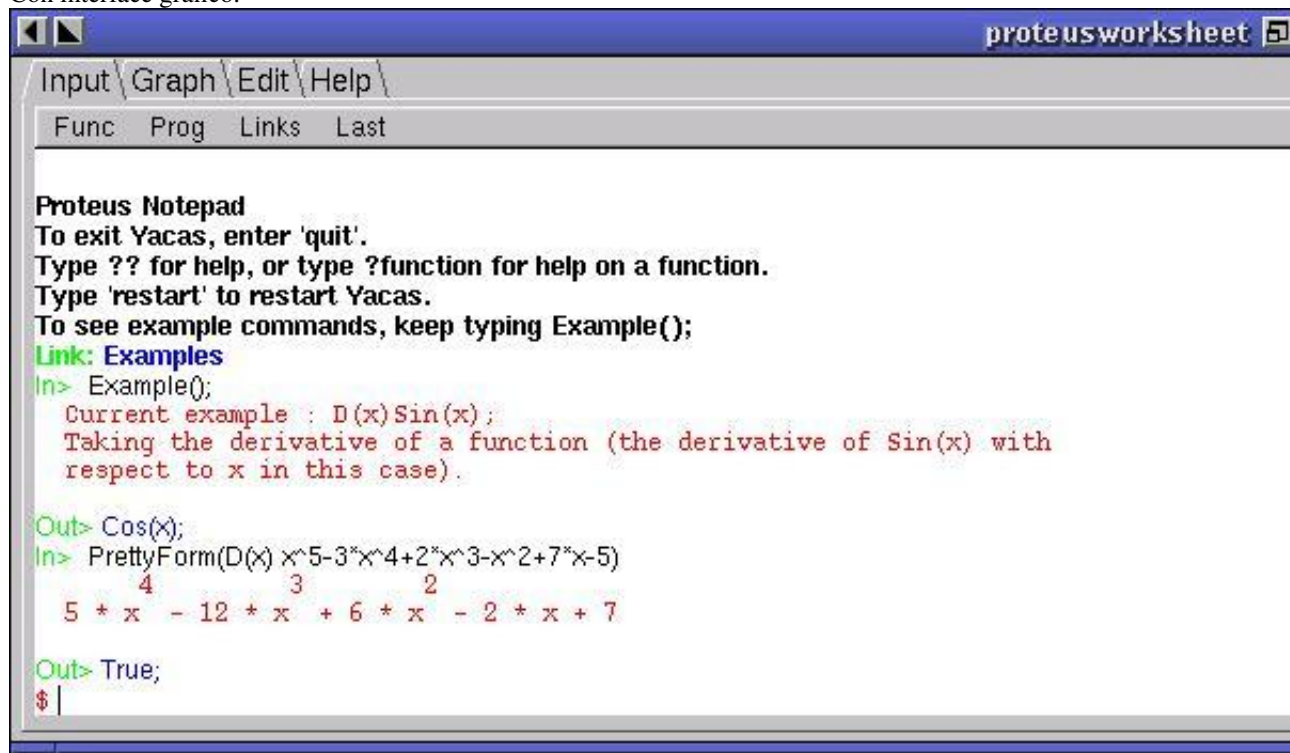 Con interface gráfico:
proteusworksheet
Input Graph Edit Help
Func Prog Links Last
Proteus Notepad
To exit Yacas, enter 'quit'.
Type ?? for help, or type ?function for help on a function.
Type 'restart' to restart Yacas.
To see example commands, keep typing Example();
Link: Examples
In> Example();
Current example : D(x)Sin(x);
Taking the derivative of a function (the derivative of Sin(x) with
respect to x in this case).
Out> Cos(x);
In> PrettyForm(D(x) x^5-3*x^4+2*x^3-x^2+7*x-5)
4 3 2
5 * x - 12 * x + 6 * x - 2 * x + 7
Out> True;
$